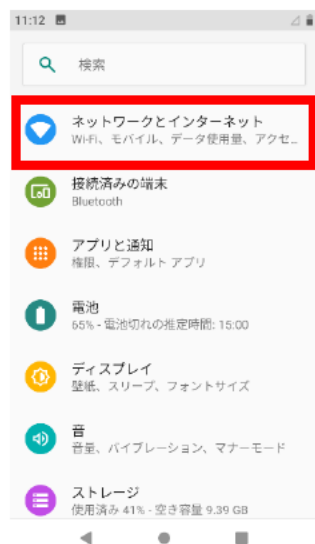 11:12
検索
ネットワークとインターネット
Wi-Fi、モバイル、データ使用量、アクセ...
接続済みの端末
Bluetooth
アプリと通知
権限、デフォルト アプリ
電池
65% - 電池切れの推定時間: 15:00
ディスプレイ
壁紙、スリープ、フォントサイズ
音
音量、バイブレーション、マナーモード
ストレージ
使用済み 41% - 空き容量 9.39 GB